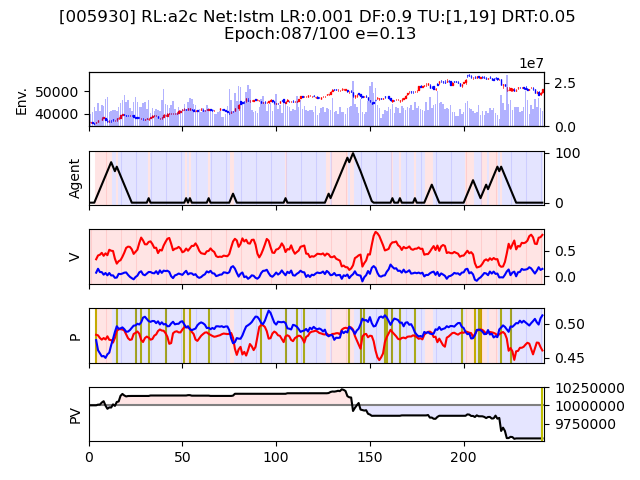 [005930] RL:a2c Net:lstm LR:0.001 DF:0.9 TU:[1,19] DRT:0.05
Epoch:087/100 e=0.13
1e7
Env.
50000
40000
2.5
0.0
Agent
100
0
V
0.5
0.0
P
0.50
0.45
PV
10250000
10000000
9750000
0
50
100
150
200